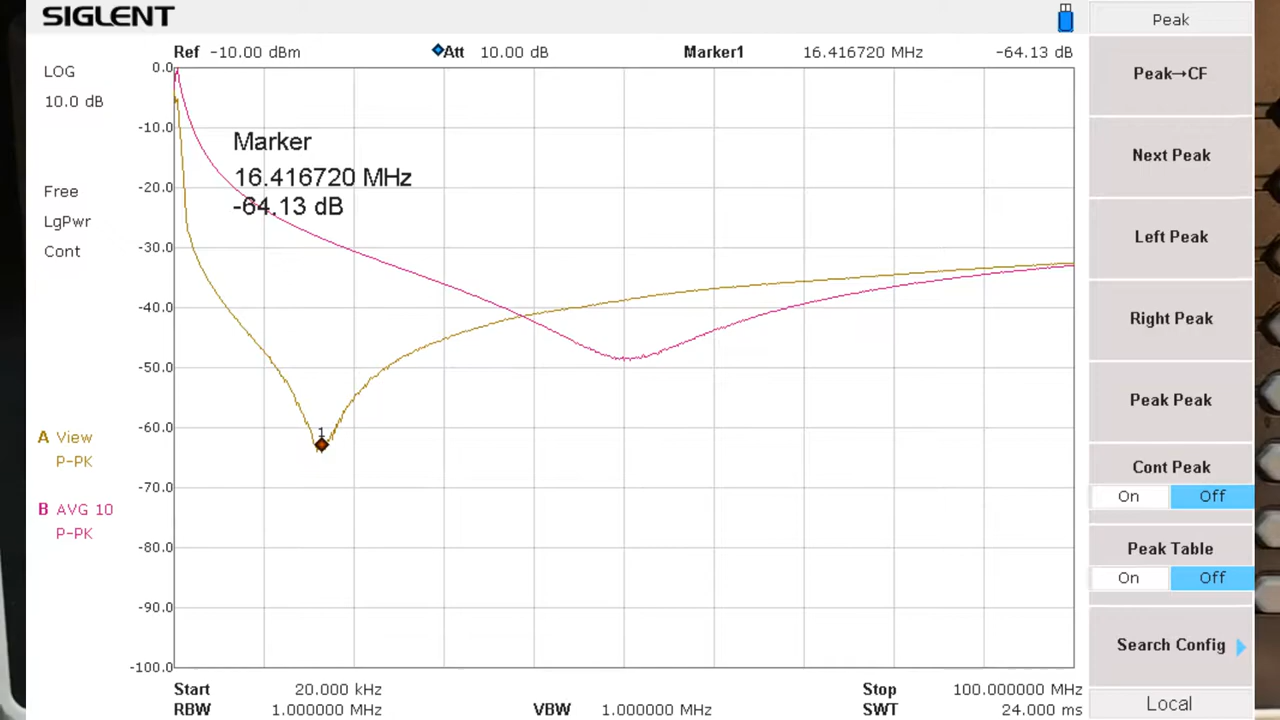 SIGLENT
Peak
Ref -10.00 dBm Att 10.00 dB Marker1 16.416720 MHz -64.13 dB
LOG
10.0 dB
Free
LgPwr
Cont
A View
P-PK
B AVG 10
P-PK
0.0
-10.0
-20.0
-30.0
-40.0
-50.0
-60.0
-70.0
-80.0
-90.0
-100.0
Marker
16.416720 MHz
-64.13 dB
1
Start 20.000 kHz Stop 100.000000 MHz
RBW 1.000000 MHz VBW 1.000000 MHz SWT 24.000 ms
Peak→CF
Next Peak
Left Peak
Right Peak
Peak Peak
Cont Peak
On Off
Peak Table
On Off
Search Config
Local